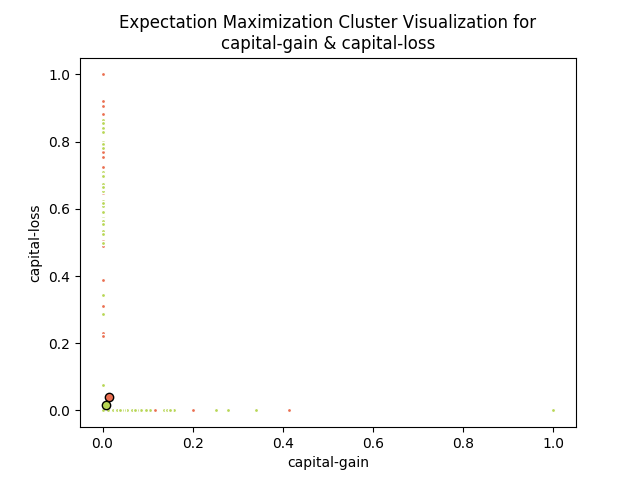 Expectation Maximization Cluster Visualization for
capital-gain & capital-loss
1.0
0.8
0.6
0.4
0.2
0.0
capital-loss
0.0 0.2 0.4 0.6 0.8 1.0
capital-gain